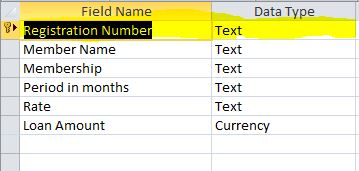 Field Name Data Type
Registration Number Text
Member Name Text
Membership Text
Period in months Text
Rate Text
Loan Amount Currency